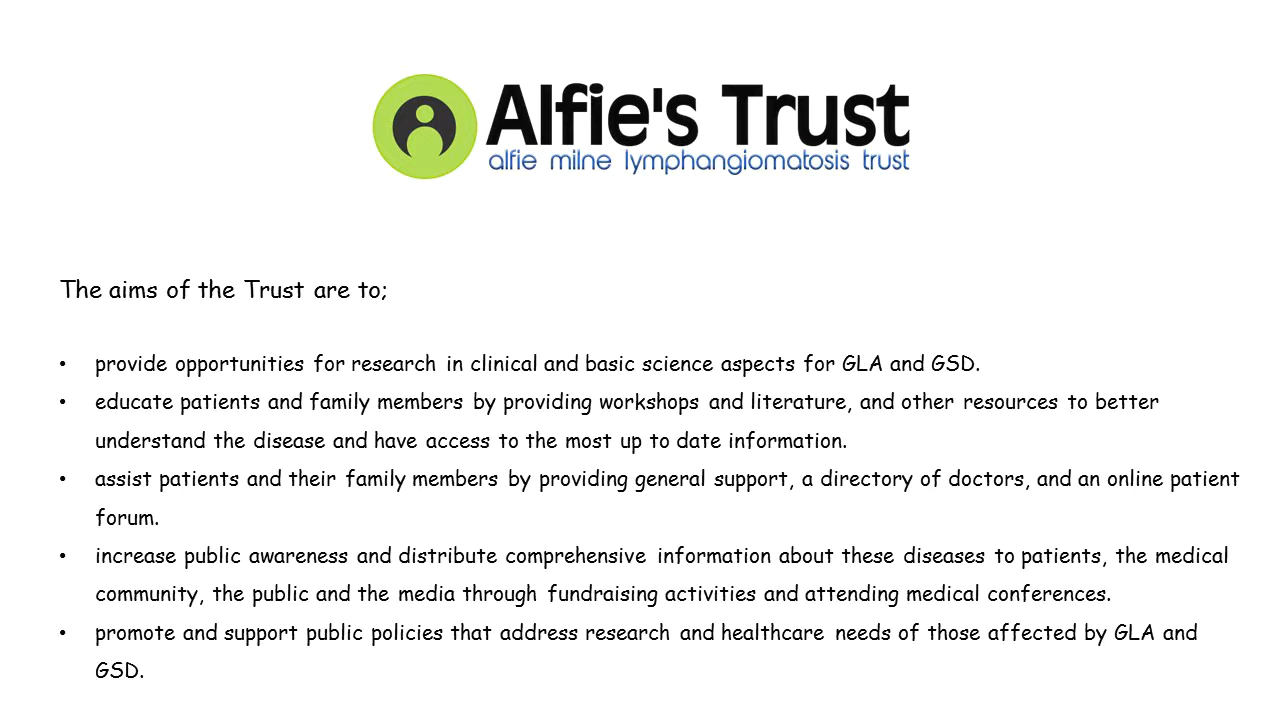 Alfie's Trust
alfie milne lymphangiomatosis trust
The aims of the Trust are to;
• provide opportunities for research in clinical and basic science aspects for GLA and GSD.
• educate patients and family members by providing workshops and literature, and other resources to better
understand the disease and have access to the most up to date information.
• assist patients and their family members by providing general support, a directory of doctors, and an online patient
forum.
• increase public awareness and distribute comprehensive information about these diseases to patients, the medical
community, the public and the media through fundraising activities and attending medical conferences.
• promote and support public policies that address research and healthcare needs of those affected by GLA and
GSD.